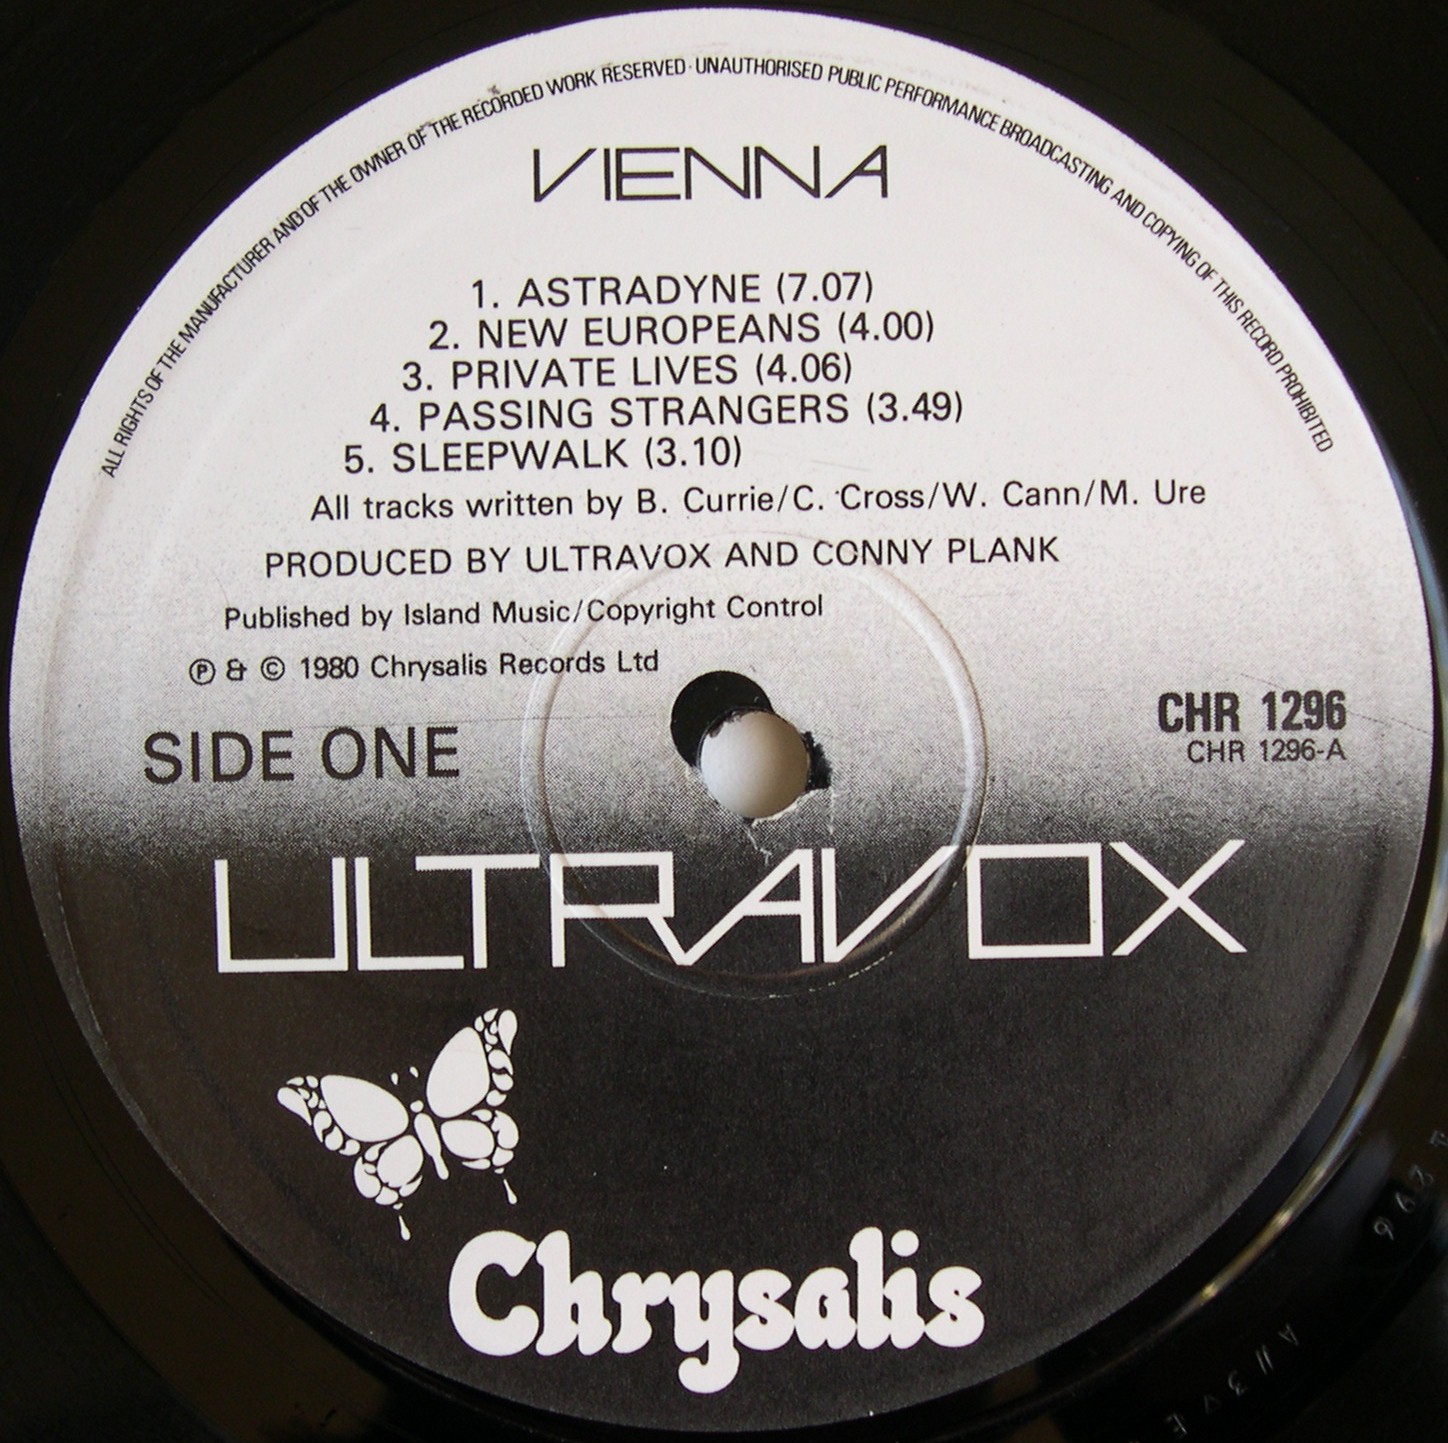 ALL RIGHTS OF THE MANUFACTURER AND OF THE OWNER OF THE RECORDED WORK RESERVED · UNAUTHORISED PUBLIC PERFORMANCE BROADCASTING AND COPYING OF THIS RECORD PROHIBITED
VIENNA
1. ASTRADYNE (7.07)
2. NEW EUROPEANS (4.00)
3. PRIVATE LIVES (4.06)
4. PASSING STRANGERS (3.49)
5. SLEEPWALK (3.10)
All tracks written by B. Currie/C. Cross/W. Cann/M. Ure
PRODUCED BY ULTRAVOX AND CONNY PLANK
Published by Island Music/Copyright Control
Ⓟ & © 1980 Chrysalis Records Ltd
SIDE ONE
CHR 1296
CHR 1296-A
ULTRAVOX
Chrysalis